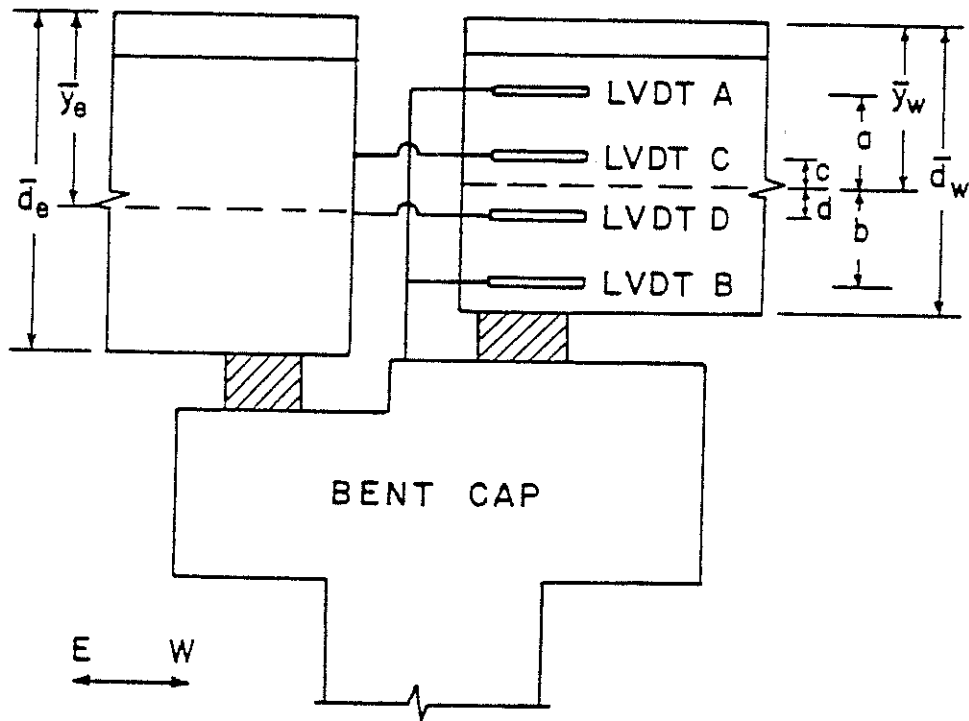 ȳe
d̄e
LVDT A
LVDT C
LVDT D
LVDT B
a
c
d
b
ȳw
d̄w
BENT CAP
E W